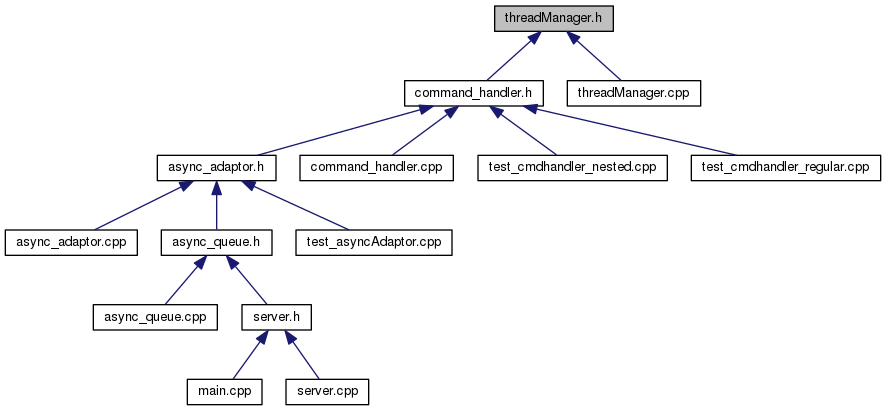 threadManager.h
command_handler.h
threadManager.cpp
async_adaptor.h
command_handler.cpp
test_cmdhandler_nested.cpp
test_cmdhandler_regular.cpp
async_adaptor.cpp
async_queue.h
test_asyncAdaptor.cpp
async_queue.cpp
server.h
main.cpp
server.cpp